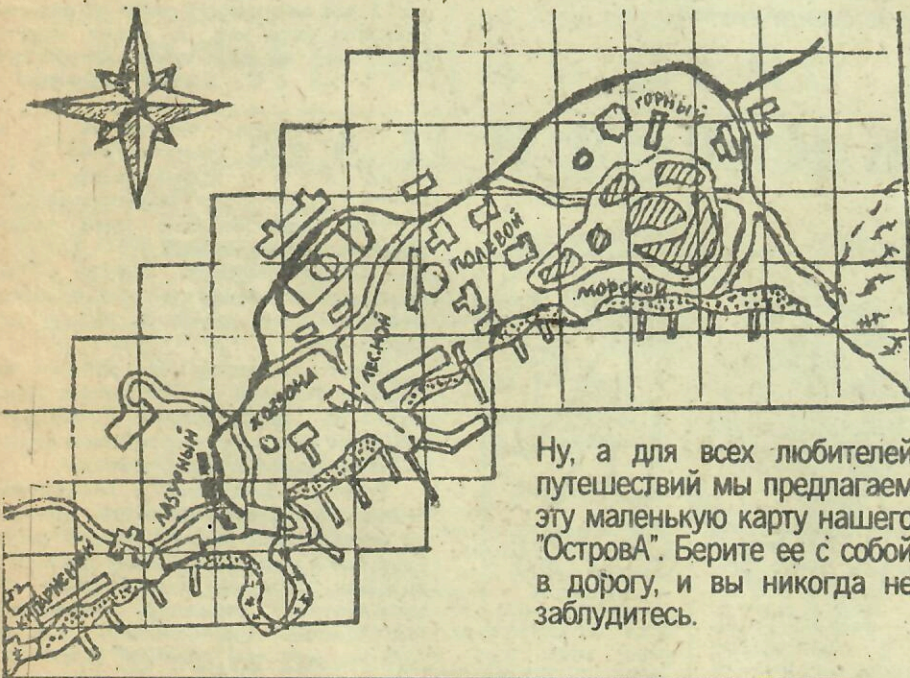 ГОРНЫЙ
ПОЛЕВОЙ
МОРСКОЙ
ЛЕСНОЙ
ЛАЗУРНЫЙ
КИПАРИСНЫЙ
Ну, а для всех любителей
путешествий мы предлагаем
эту маленькую карту нашего
"ОстровА". Берите ее с собой
в дорогу, и вы никогда не
заблудитесь.